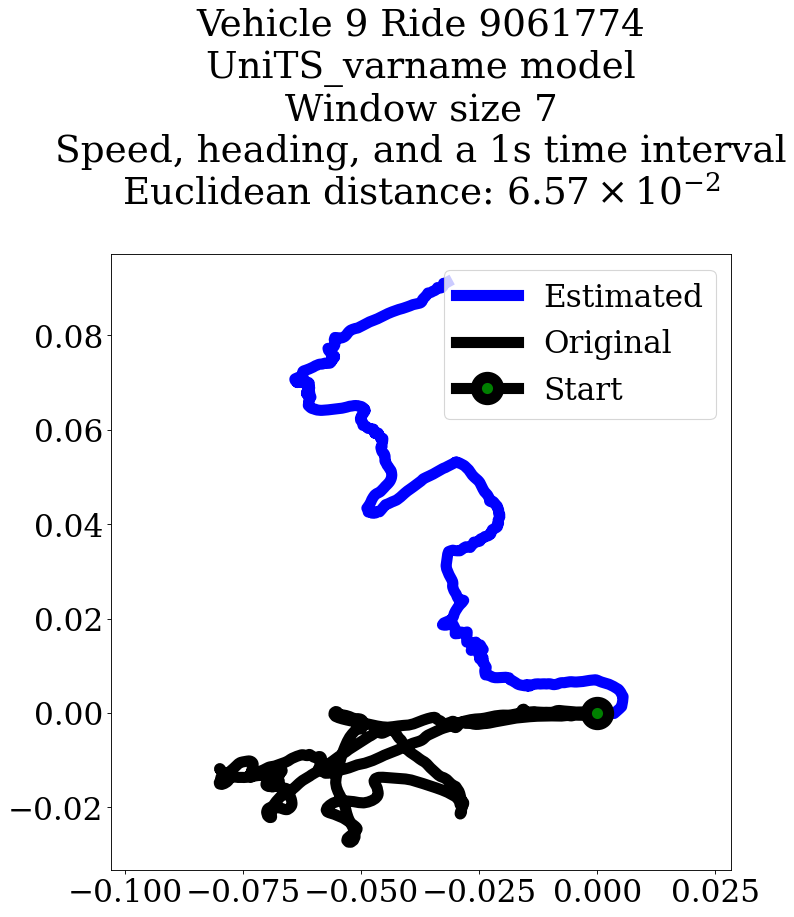 Vehicle 9 Ride 9061774
UniTS_varname model
Window size 7
Speed, heading, and a 1s time interval
Euclidean distance: 6.57 × 10⁻²
Estimated
Original
Start
0.08
0.06
0.04
0.02
0.00
−0.02
−0.100 −0.075 −0.050 −0.025 0.000 0.025